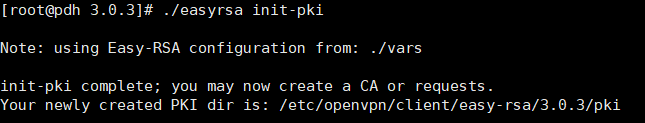 [root@pdh 3.0.3]# ./easyrsa init-pki
Note: using Easy-RSA configuration from: ./vars
init-pki complete; you may now create a CA or requests.
Your newly created PKI dir is: /etc/openvpn/client/easy-rsa/3.0.3/pki